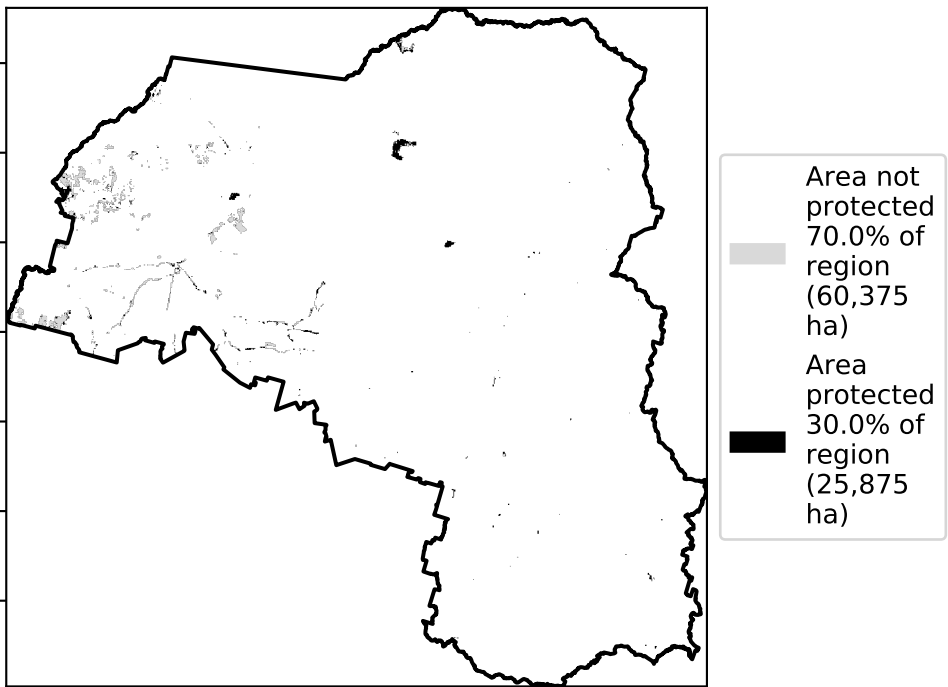 Area not
protected
70.0% of
region
(60,375
ha)
Area
protected
30.0% of
region
(25,875
ha)